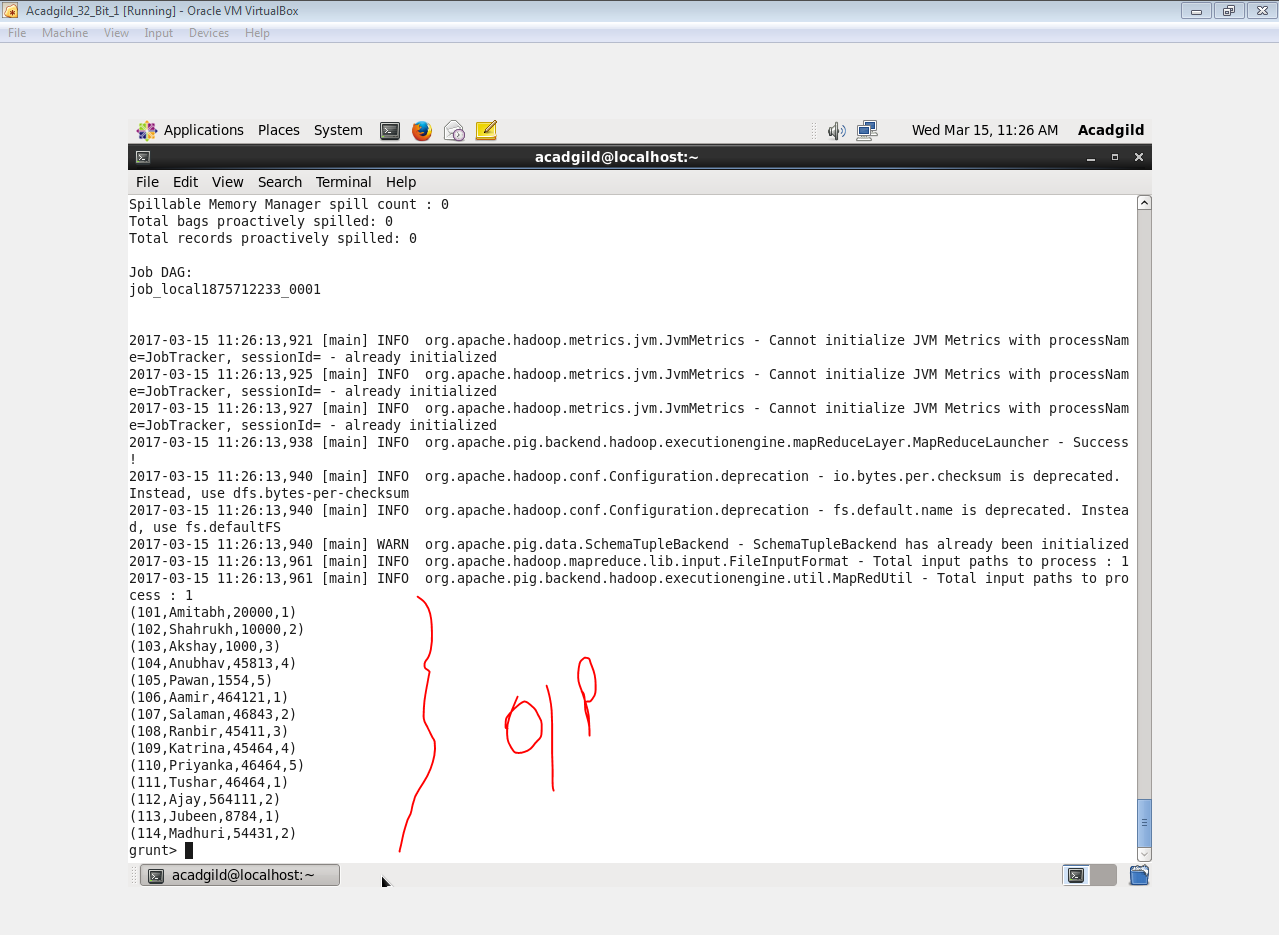 Acadgild_32_Bit_1 [Running] - Oracle VM VirtualBox
File Machine View Input Devices Help
Applications Places System Wed Mar 15, 11:26 AM Acadgild
acadgild@localhost:~
File Edit View Search Terminal Help
Spillable Memory Manager spill count : 0
Total bags proactively spilled: 0
Total records proactively spilled: 0
Job DAG:
job_local1875712233_0001
2017-03-15 11:26:13,921 [main] INFO  org.apache.hadoop.metrics.jvm.JvmMetrics - Cannot initialize JVM Metrics with processNam
e=JobTracker, sessionId= - already initialized
2017-03-15 11:26:13,925 [main] INFO  org.apache.hadoop.metrics.jvm.JvmMetrics - Cannot initialize JVM Metrics with processNam
e=JobTracker, sessionId= - already initialized
2017-03-15 11:26:13,927 [main] INFO  org.apache.hadoop.metrics.jvm.JvmMetrics - Cannot initialize JVM Metrics with processNam
e=JobTracker, sessionId= - already initialized
2017-03-15 11:26:13,938 [main] INFO  org.apache.pig.backend.hadoop.executionengine.mapReduceLayer.MapReduceLauncher - Success
!
2017-03-15 11:26:13,940 [main] INFO  org.apache.hadoop.conf.Configuration.deprecation - io.bytes.per.checksum is deprecated.
Instead, use dfs.bytes-per-checksum
2017-03-15 11:26:13,940 [main] INFO  org.apache.hadoop.conf.Configuration.deprecation - fs.default.name is deprecated. Instea
d, use fs.defaultFS
2017-03-15 11:26:13,940 [main] WARN  org.apache.pig.data.SchemaTupleBackend - SchemaTupleBackend has already been initialized
2017-03-15 11:26:13,961 [main] INFO  org.apache.hadoop.mapreduce.lib.input.FileInputFormat - Total input paths to process : 1
2017-03-15 11:26:13,961 [main] INFO  org.apache.pig.backend.hadoop.executionengine.util.MapRedUtil - Total input paths to pro
cess : 1
(101,Amitabh,20000,1)
(102,Shahrukh,10000,2)
(103,Akshay,1000,3)
(104,Anubhav,45813,4)
(105,Pawan,1554,5)
(106,Aamir,464121,1)
(107,Salaman,46843,2)
(108,Ranbir,45411,3)
(109,Katrina,45464,4)
(110,Priyanka,46464,5)
(111,Tushar,46464,1)
(112,Ajay,564111,2)
(113,Jubeen,8784,1)
(114,Madhuri,54431,2)
grunt>
O|P
acadgild@localhost:~